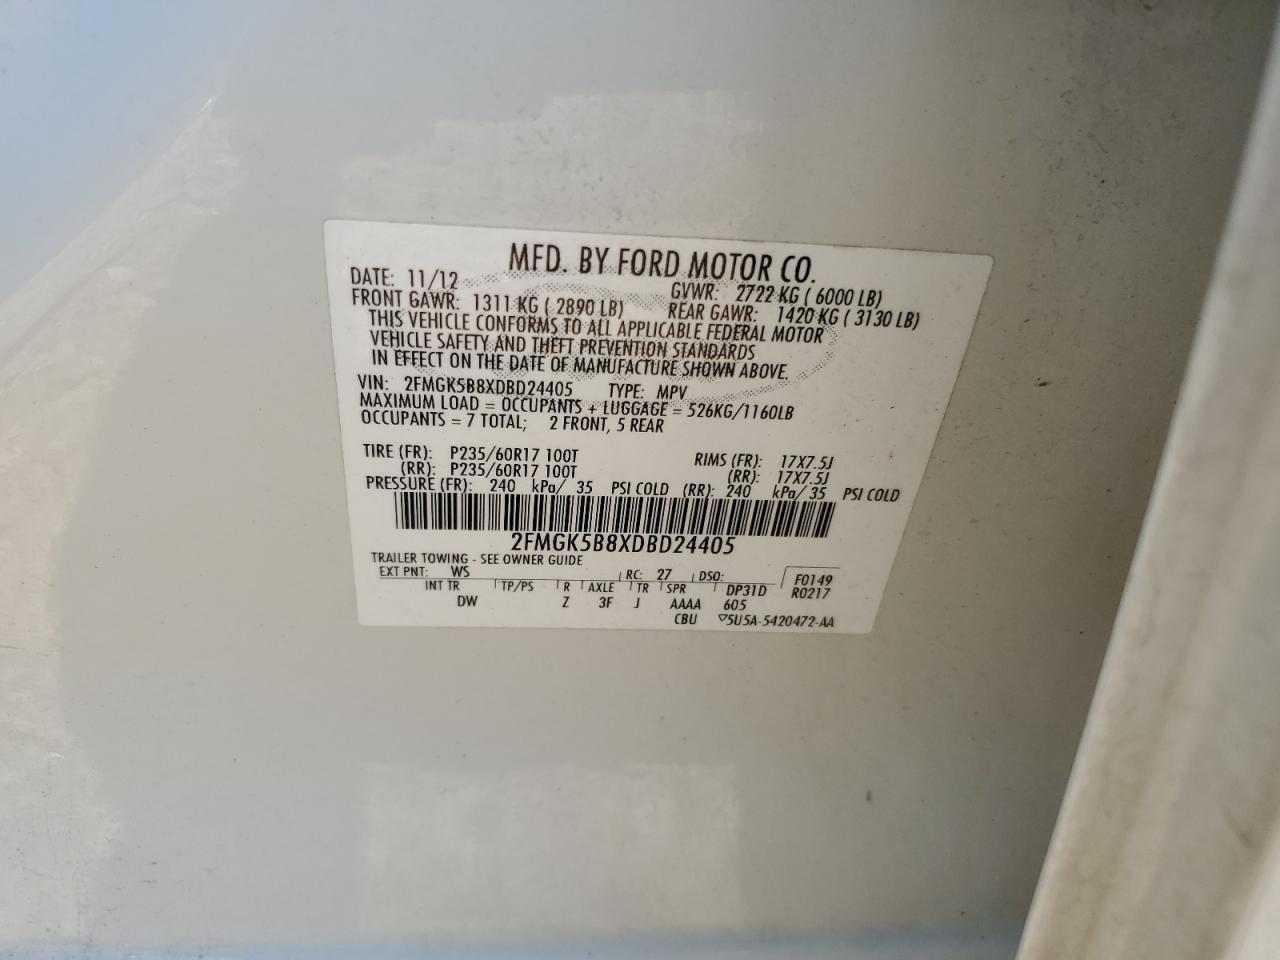 MFD. BY FORD MOTOR CO.
DATE: 11/12 GVWR: 2722 KG ( 6000 LB)
FRONT GAWR: 1311 KG ( 2890 LB) REAR GAWR: 1420 KG ( 3130 LB)
THIS VEHICLE CONFORMS TO ALL APPLICABLE FEDERAL MOTOR
VEHICLE SAFETY AND THEFT PREVENTION STANDARDS
IN EFFECT ON THE DATE OF MANUFACTURE SHOWN ABOVE.
VIN: 2FMGK5B8XDBD24405 TYPE: MPV
MAXIMUM LOAD = OCCUPANTS + LUGGAGE = 526KG/1160LB
OCCUPANTS = 7 TOTAL; 2 FRONT, 5 REAR
TIRE (FR): P235/60R17 100T RIMS (FR): 17X7.5J
(RR): P235/60R17 100T (RR): 17X7.5J
PRESSURE (FR): 240 kPa/ 35 PSI COLD (RR): 240 kPa/ 35 PSI COLD
2FMGK5B8XDBD24405
TRAILER TOWING - SEE OWNER GUIDE
EXT PNT: WS RC: 27 DSO: F0149
INT TR TP/PS R AXLE TR SPR DP31D R0217
DW Z 3F J AAAA 605
CBU ▽5U5A-5420472-AA